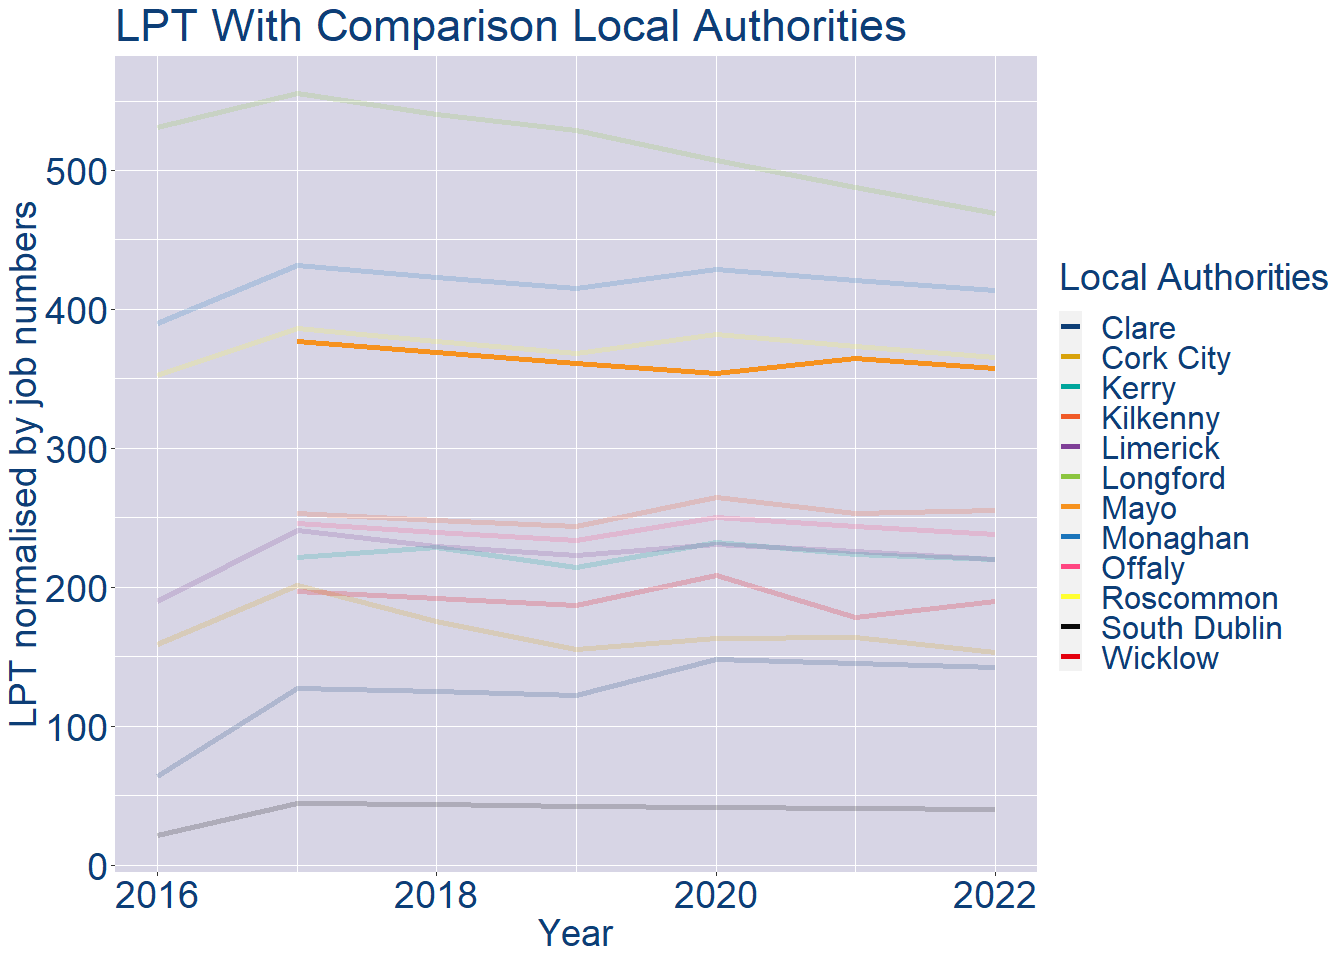 LPT With Comparison Local Authorities
LPT normalised by job numbers
500
400
300
200
100
0
2016 2018 2020 2022
Year
Local Authorities
Clare
Cork City
Kerry
Kilkenny
Limerick
Longford
Mayo
Monaghan
Offaly
Roscommon
South Dublin
Wicklow